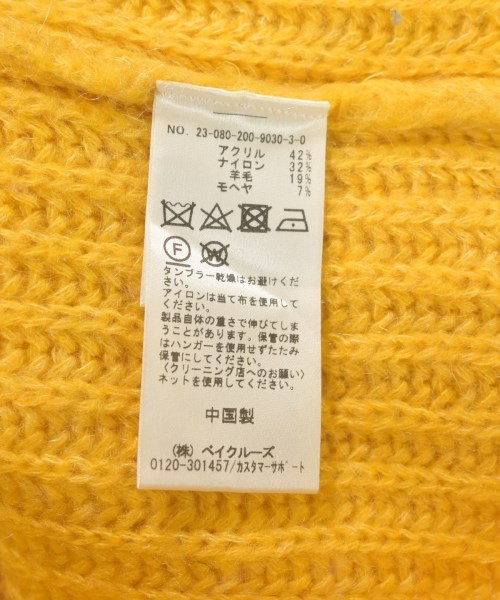 NO. 23-080-200-9030-3-0
アクリル 42%
ナイロン 32%
羊毛 19%
モヘヤ 7%
F W
タンブラー乾燥はお避けくだ
さい。
アイロンは当て布を使用してく
ださい。
製品自体の重さで伸びてしま
うことがあります。保管の際
はハンガーを使用せずたたみ
保管にしてください。
〈クリーニング店へのお願い〉
ネットを使用してください。
中国製
(株) ベイクルーズ
0120-301457/カスタマーサポート